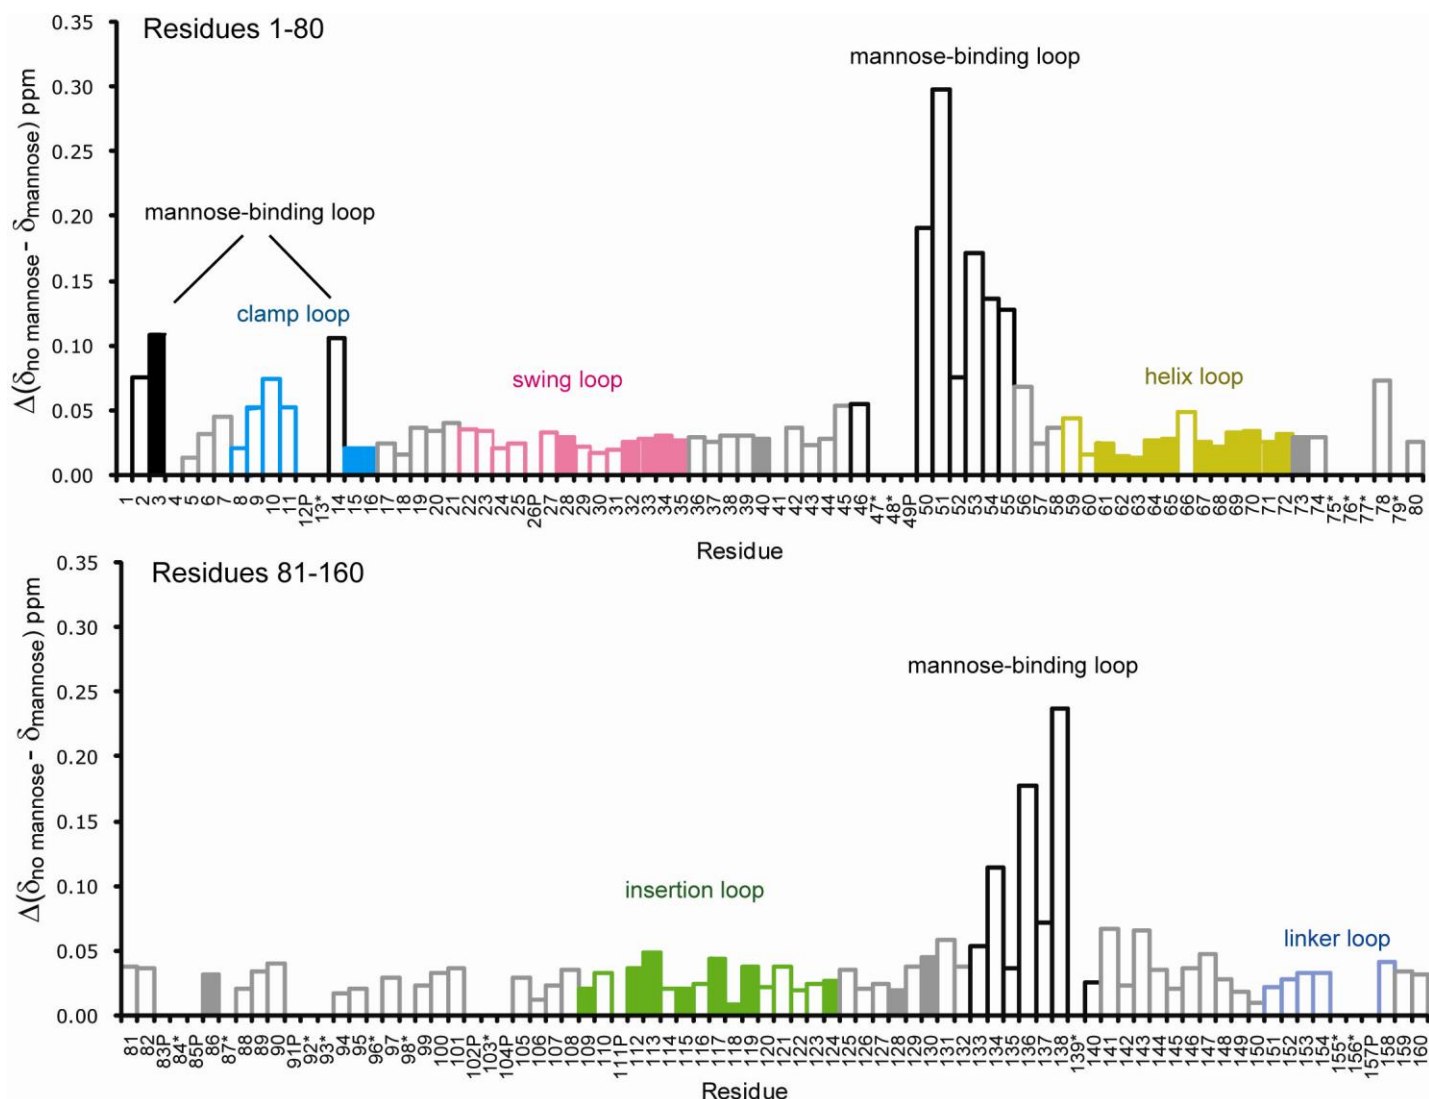 Residues 1-80
mannose-binding loop
mannose-binding loop
clamp loop
swing loop
helix loop
Δ(δno mannose - δmannose) ppm
0.35
0.30
0.25
0.20
0.15
0.10
0.05
0.00
1 2 3 4 5 6 7 8 9 10 11 12P 13* 14 15 16 17 18 19 20 21 22 23 24 25 26P 27 28 29 30 31 32 33 34 35 36 37 38 39 40 41 42 43 44 45 46 47* 48* 49P 50 51 52 53 54 55 56 57 58 59 60 61 62 63 64 65 66 67 68 69 70 71 72 73 74 75* 76* 77* 78 79* 80
Residue
Residues 81-160
mannose-binding loop
insertion loop
linker loop
Δ(δno mannose - δmannose) ppm
0.35
0.30
0.25
0.20
0.15
0.10
0.05
0.00
81 82 83P 84* 85P 86 87* 88 89 90 91P 92* 93* 94 95 96* 97 98* 99 100 101 102P 103* 104P 105 106 107 108 109 110 111P 112 113 114 115 116 117 118 119 120 121 122 123 124 125 126 127 128 129 130 131 132 133 134 135 136 137 138 139* 140 141 142 143 144 145 146 147 148 149 150 151 152 153 154 155* 156* 157P 158 159 160
Residue